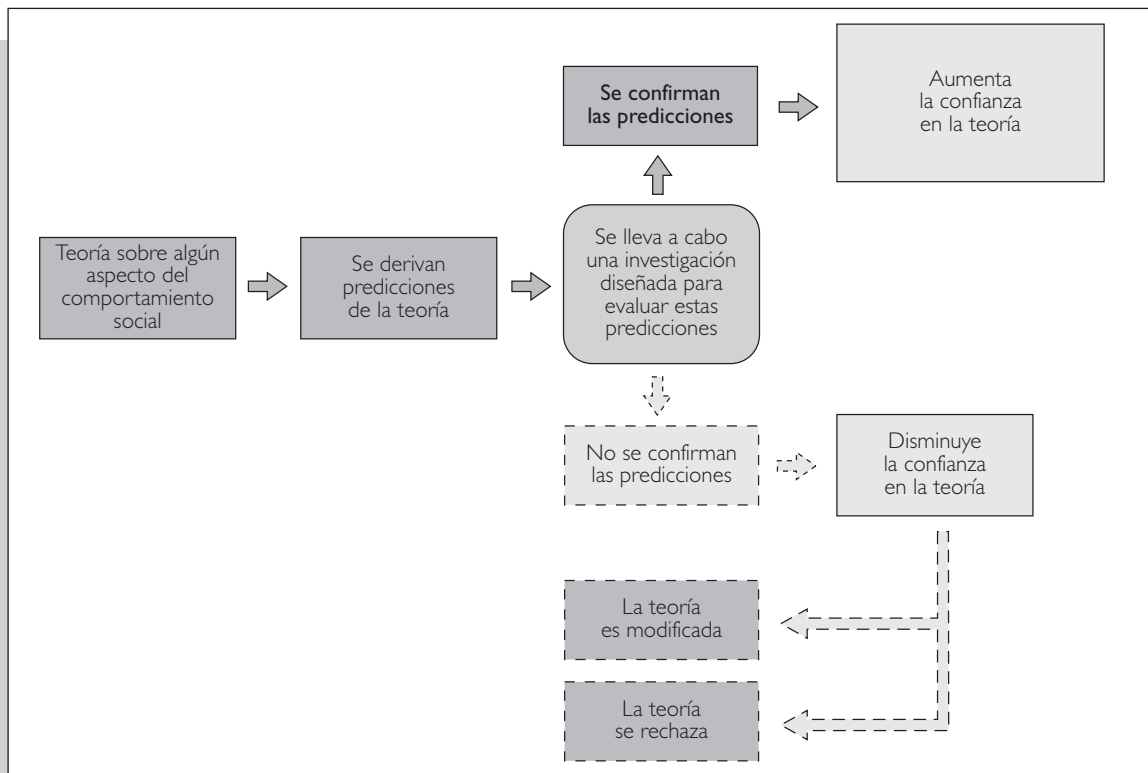 Teoría sobre algún
aspecto del
comportamiento
social
Se derivan
predicciones
de la teoría
Se lleva a cabo
una investigación
diseñada para
evaluar estas
predicciones
Se confirman
las predicciones
Aumenta
la confianza
en la teoría
No se confirman
las predicciones
Disminuye
la confianza
en la teoría
La teoría
es modificada
La teoría
se rechaza